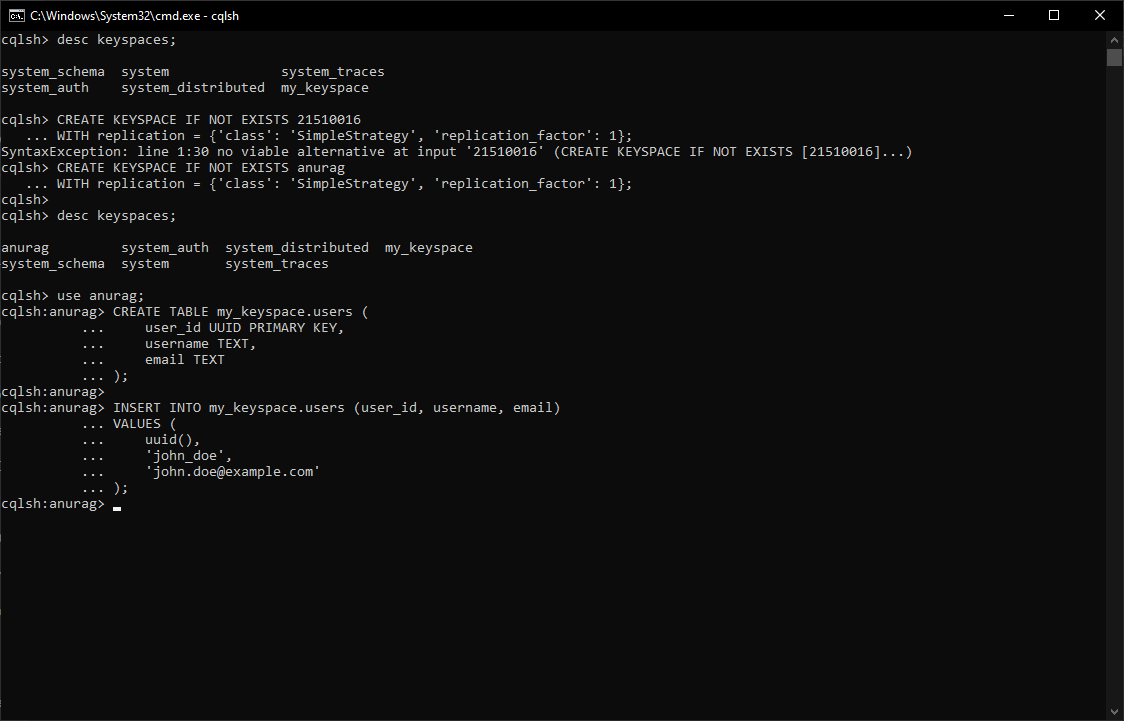 C:\Windows\System32\cmd.exe - cqlsh
cqlsh> desc keyspaces;
system_schema  system              system_traces
system_auth    system_distributed  my_keyspace
cqlsh> CREATE KEYSPACE IF NOT EXISTS 21510016
   ... WITH replication = {'class': 'SimpleStrategy', 'replication_factor': 1};
SyntaxException: line 1:30 no viable alternative at input '21510016' (CREATE KEYSPACE IF NOT EXISTS [21510016]...)
cqlsh> CREATE KEYSPACE IF NOT EXISTS anurag
   ... WITH replication = {'class': 'SimpleStrategy', 'replication_factor': 1};
cqlsh>
cqlsh> desc keyspaces;
anurag         system_auth  system_distributed  my_keyspace
system_schema  system       system_traces
cqlsh> use anurag;
cqlsh:anurag> CREATE TABLE my_keyspace.users (
          ...     user_id UUID PRIMARY KEY,
          ...     username TEXT,
          ...     email TEXT
          ... );
cqlsh:anurag>
cqlsh:anurag> INSERT INTO my_keyspace.users (user_id, username, email)
          ... VALUES (
          ...     uuid(),
          ...     'john_doe',
          ...     'john.doe@example.com'
          ... );
cqlsh:anurag>